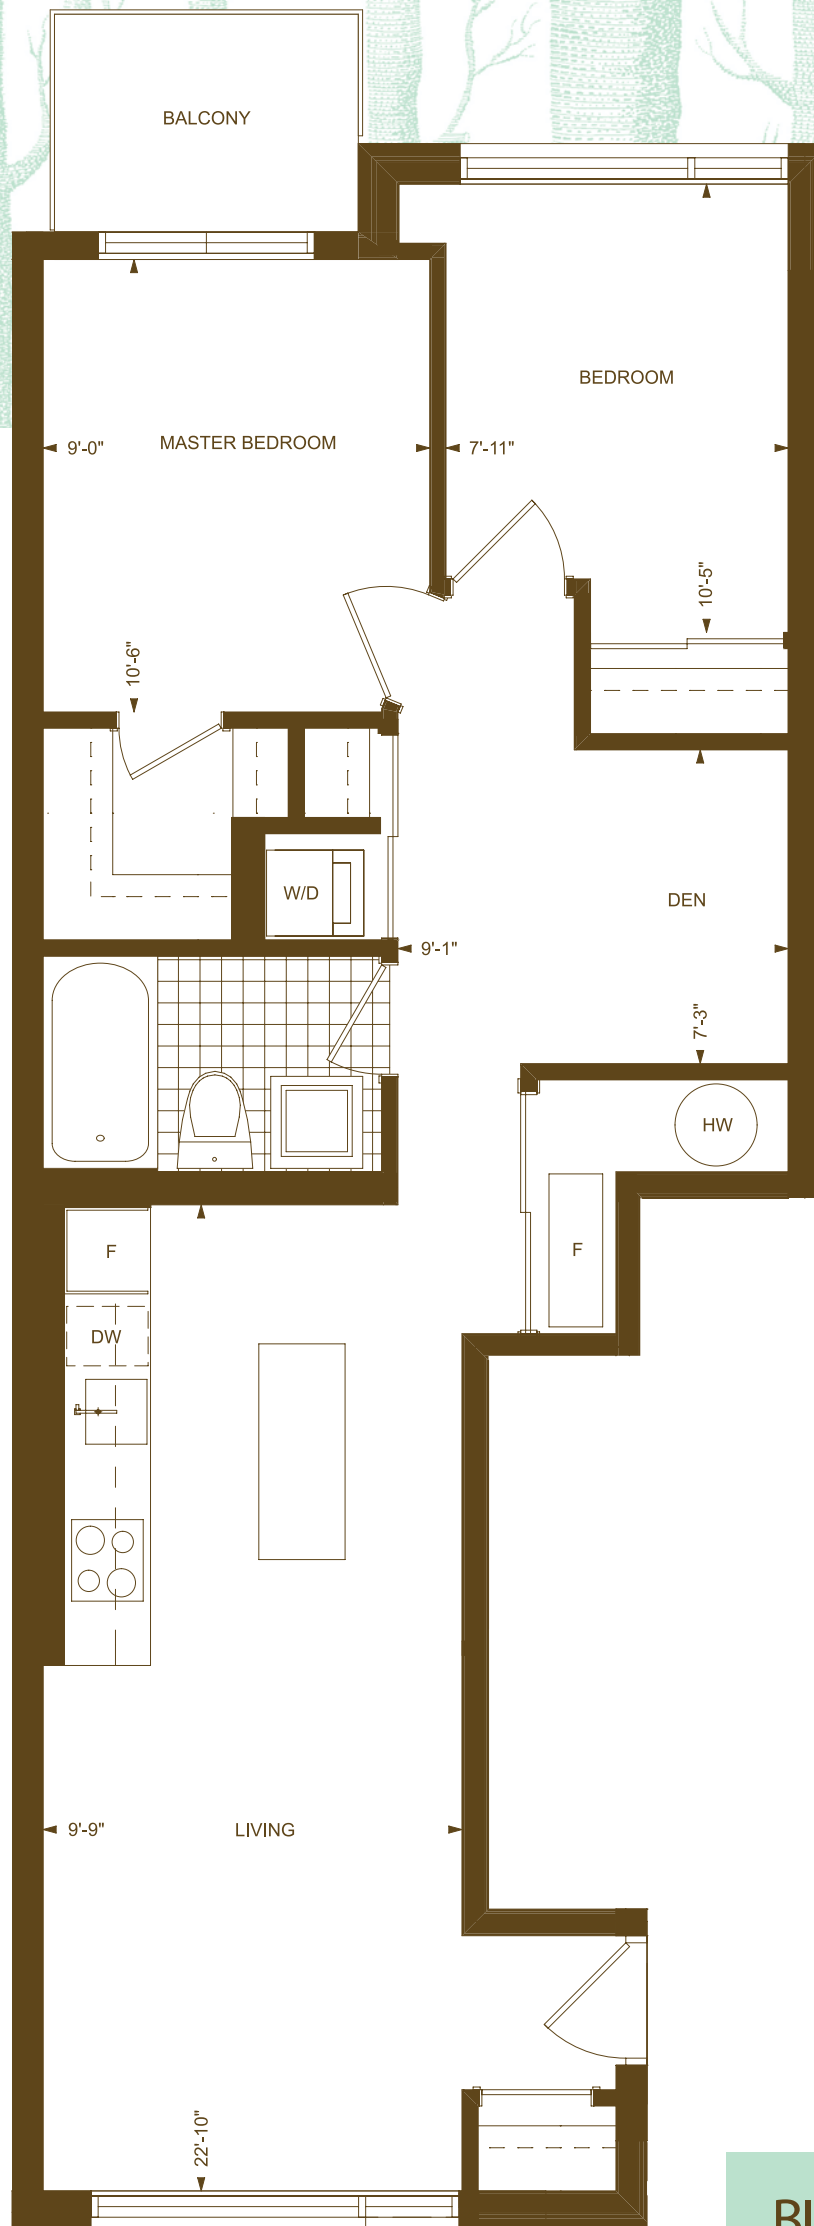 BALCONY
BEDROOM
9'-0"
MASTER BEDROOM
7'-11"
10'-5"
10'-6"
W/D
DEN
9'-1"
7'-3"
HW
F
F
DW
9'-9"
LIVING
22'-10"